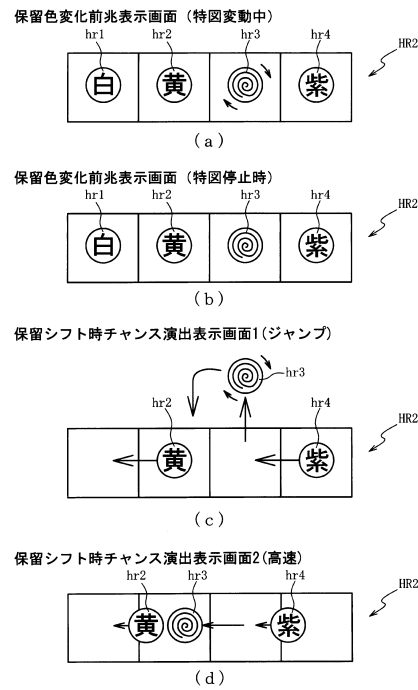 保留色変化前兆表示画面（特図変動中）
hr1 hr2 hr3 hr4 HR2
白 黄 紫
(a)
保留色変化前兆表示画面（特図停止時）
hr1 hr2 hr3 hr4 HR2
白 黄 紫
(b)
保留シフト時チャンス演出表示画面1(ジャンプ)
hr3
hr2 hr4 HR2
黄 紫
(c)
保留シフト時チャンス演出表示画面2(高速)
hr2 hr3 hr4 HR2
黄 紫
(d)